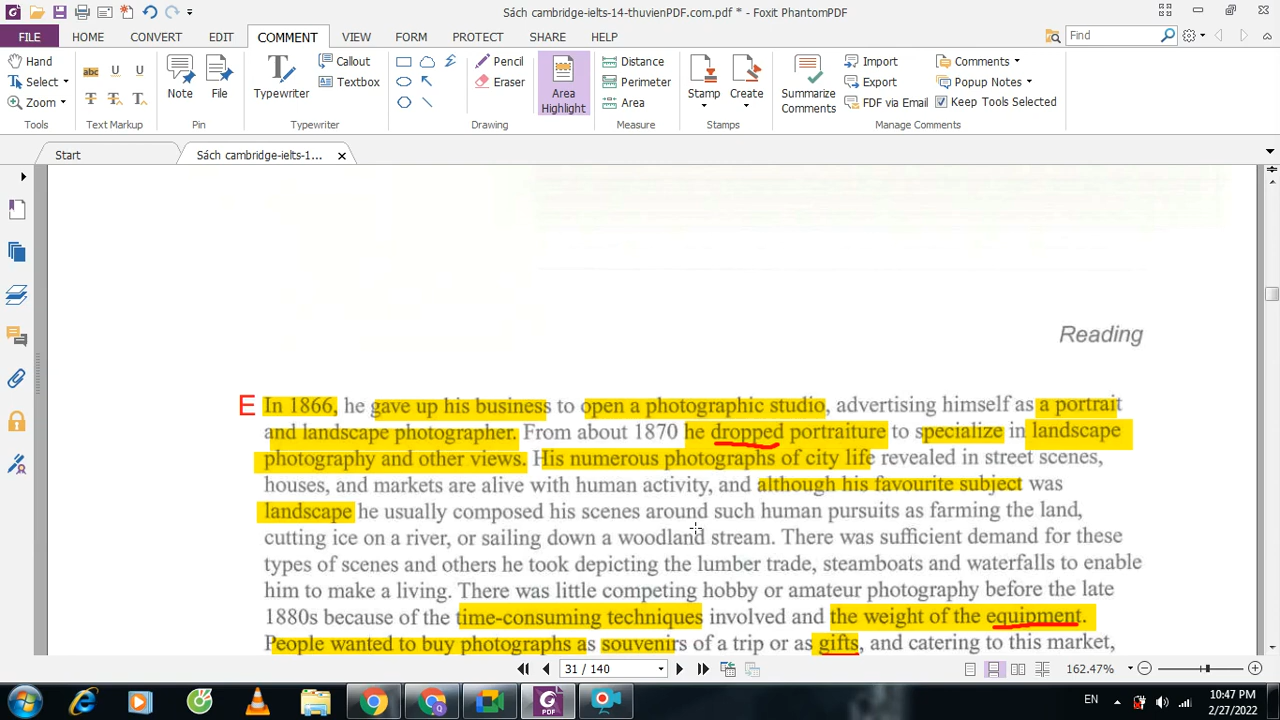 Sách cambridge-ielts-14-thuvienPDF.com.pdf * - Foxit PhantomPDF
FILE HOME CONVERT EDIT COMMENT VIEW FORM PROTECT SHARE HELP Find
Hand abc U U Callout Pencil Distance Import Comments
Select Eraser Perimeter Export Popup Notes
Zoom Note File Typewriter Textbox Area Highlight Area Stamp Create Summarize Comments FDF via Email Keep Tools Selected
Tools Text Markup Pin Typewriter Drawing Measure Stamps Manage Comments
Start Sách cambridge-ielts-1...
Reading
E In 1866, he gave up his business to open a photographic studio, advertising himself as a portrait
and landscape photographer. From about 1870 he dropped portraiture to specialize in landscape
photography and other views. His numerous photographs of city life revealed in street scenes,
houses, and markets are alive with human activity, and although his favourite subject was
landscape he usually composed his scenes around such human pursuits as farming the land,
cutting ice on a river, or sailing down a woodland stream. There was sufficient demand for these
types of scenes and others he took depicting the lumber trade, steamboats and waterfalls to enable
him to make a living. There was little competing hobby or amateur photography before the late
1880s because of the time-consuming techniques involved and the weight of the equipment.
People wanted to buy photographs as souvenirs of a trip or as gifts, and catering to this market,
31 / 140 162.47%
EN 10:47 PM
2/27/2022